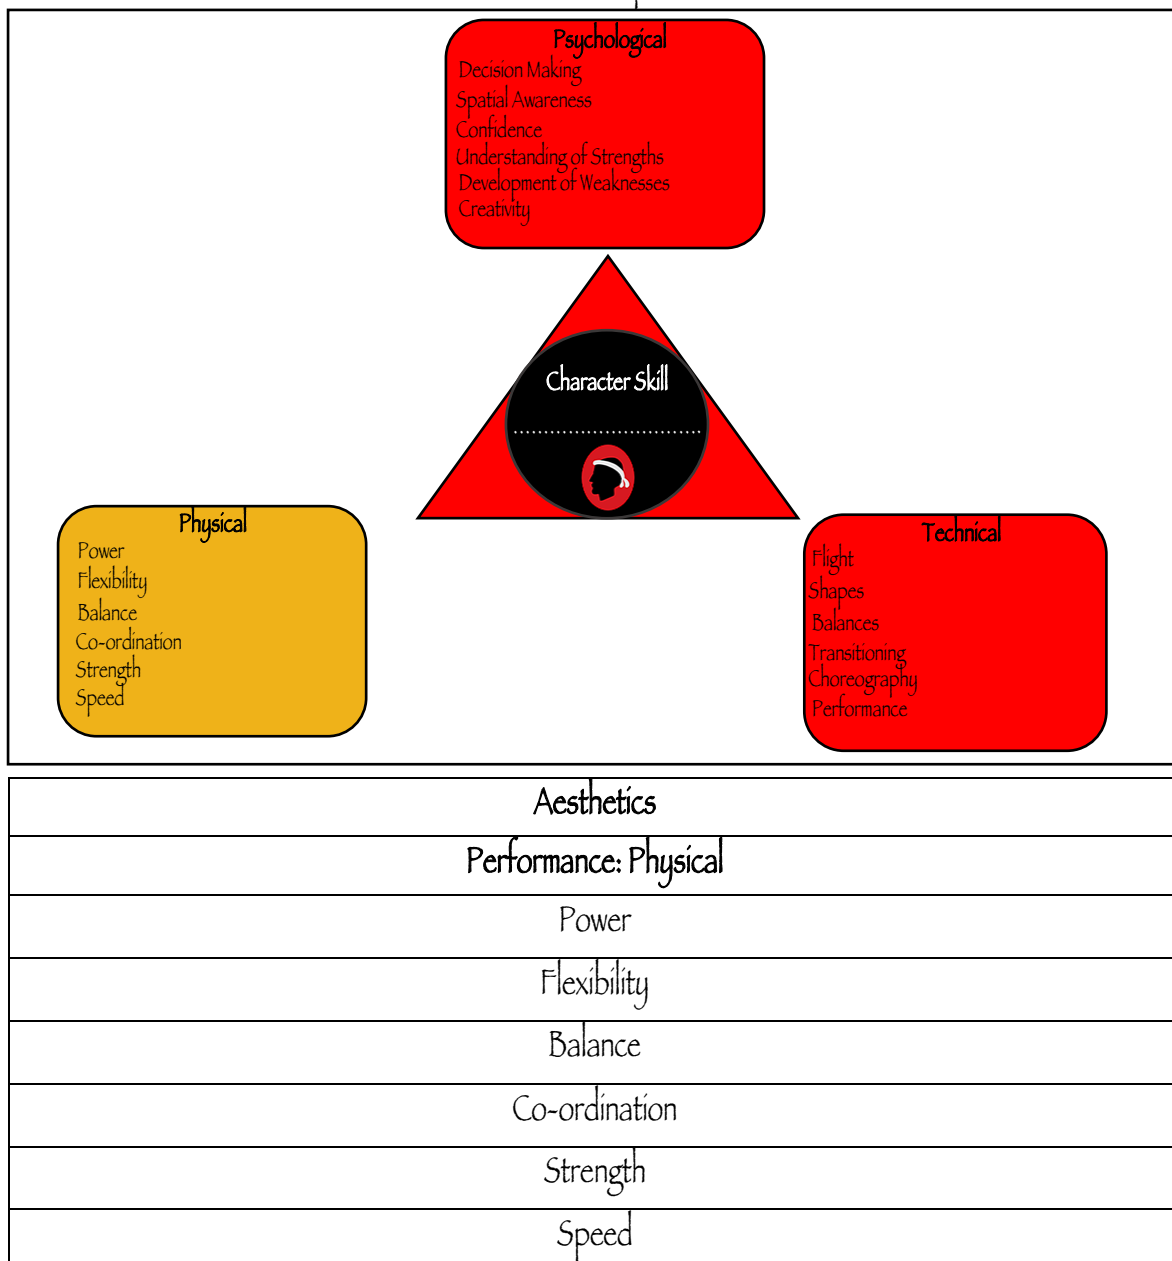 Psychological
Decision Making
Spatial Awareness
Confidence
Understanding of Strengths
Development of Weaknesses
Creativity
Character Skill
................................
Physical
Power
Flexibility
Balance
Co-ordination
Strength
Speed
Technical
Flight
Shapes
Balances
Transitioning
Choreography
Performance
Aesthetics
Performance: Physical
Power
Flexibility
Balance
Co-ordination
Strength
Speed